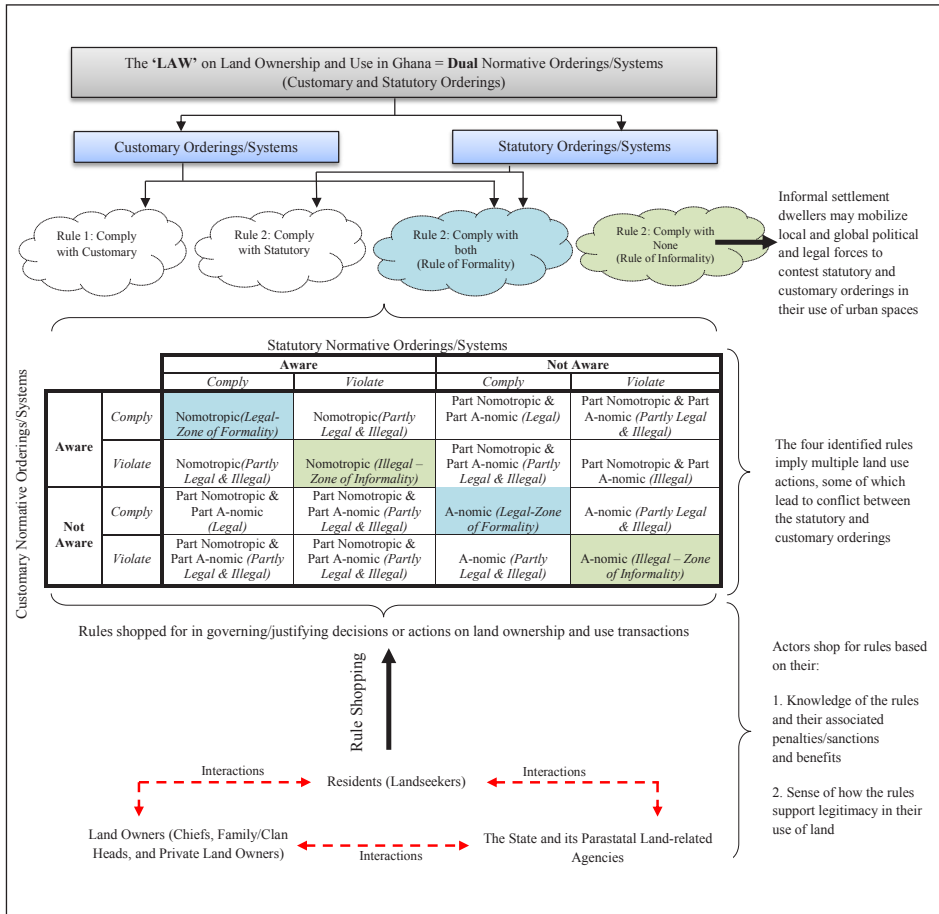 The ‘LAW’ on Land Ownership and Use in Ghana = Dual Normative Orderings/Systems
(Customary and Statutory Orderings)
Customary Orderings/Systems
Statutory Orderings/Systems
Rule 1: Comply
with Customary
Rule 2: Comply
with Statutory
Rule 2: Comply with
both
(Rule of Formality)
Rule 2: Comply with
None
(Rule of Informality)
Informal settlement
dwellers may mobilize
local and global political
and legal forces to
contest statutory and
customary orderings in
their use of urban spaces
Statutory Normative Orderings/Systems
Customary Normative Orderings/Systems
Aware
Not Aware
Comply
Violate
Comply
Violate
Aware
Comply
Nomotropic(Legal-
Zone of Formality)
Nomotropic(Partly
Legal & Illegal)
Part Nomotropic &
Part A-nomic (Legal)
Part Nomotropic & Part
A-nomic (Partly Legal
& Illegal)
Violate
Nomotropic(Partly
Legal & Illegal)
Nomotropic (Illegal –
Zone of Informality)
Part Nomotropic &
Part A-nomic (Partly
Legal & Illegal)
Part Nomotropic & Part
A-nomic (Illegal)
Not
Aware
Comply
Part Nomotropic &
Part A-nomic
(Legal)
Part Nomotropic &
Part A-nomic (Partly
Legal & Illegal)
A-nomic (Legal-Zone
of Formality)
A-nomic (Partly Legal
& Illegal)
Violate
Part Nomotropic &
Part A-nomic (Partly
Legal & Illegal)
Part Nomotropic &
Part A-nomic (Partly
Legal & Illegal)
A-nomic (Partly Legal
& Illegal)
A-nomic (Illegal – Zone
of Informality)
The four identified rules
imply multiple land use
actions, some of which
lead to conflict between
the statutory and
customary orderings
Rules shopped for in governing/justifying decisions or actions on land ownership and use transactions
Rule Shopping
Interactions
Residents (Landseekers)
Interactions
Land Owners (Chiefs, Family/Clan
Heads, and Private Land Owners)
Interactions
The State and its Parastatal Land-related
Agencies
Actors shop for rules based
on their:
1. Knowledge of the rules
and their associated
penalties/sanctions
and benefits
2. Sense of how the rules
support legitimacy in their
use of land